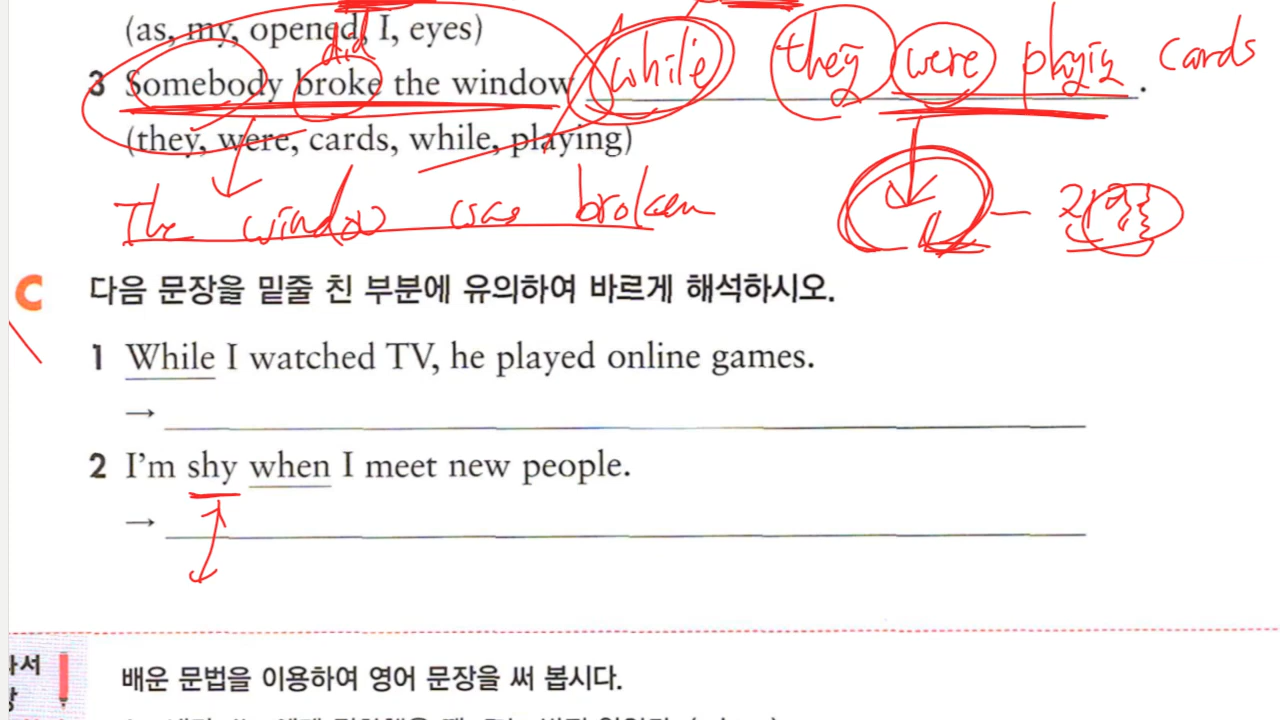 (as, my, opened, I, eyes)
did
3 Somebody broke the window while they were playing cards.
(they, were, cards, while, playing)
The window was broken
C 다음 문장을 밑줄 친 부분에 유의하여 바르게 해석하시오.
1 While I watched TV, he played online games.
→
2 I'm shy when I meet new people.
→
배운 문법을 이용하여 영어 문장을 써 봅시다.